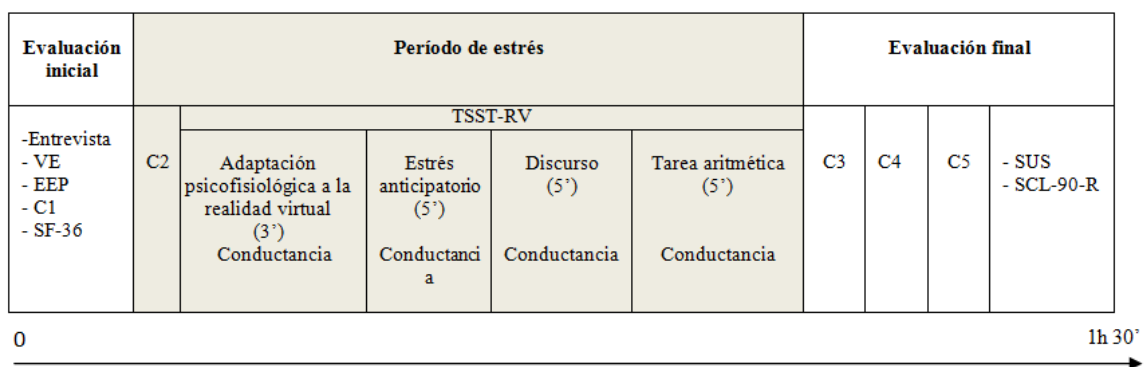 Evaluación
inicial
Período de estrés
Evaluación final
-Entrevista
- VE
- EEP
- C1
- SF-36
C2
TSST-RV
Adaptación
psicofisiológica a la
realidad virtual
(3’)
Conductancia
Estrés
anticipatorio
(5’)
Conductanci
a
Discurso
(5’)
Conductancia
Tarea aritmética
(5’)
Conductancia
C3
C4
C5
- SUS
- SCL-90-R
0
1h 30’